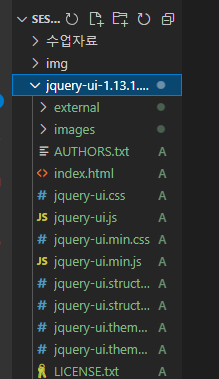 SES...
수업자료
img
jquery-ui-1.13.1....
external
images
AUTHORS.txt A
index.html A
jquery-ui.css A
JS jquery-ui.js A
jquery-ui.min.css A
JS jquery-ui.min.js A
jquery-ui.struct... A
jquery-ui.struct... A
jquery-ui.them... A
jquery-ui.them... A
LICENSE.txt A